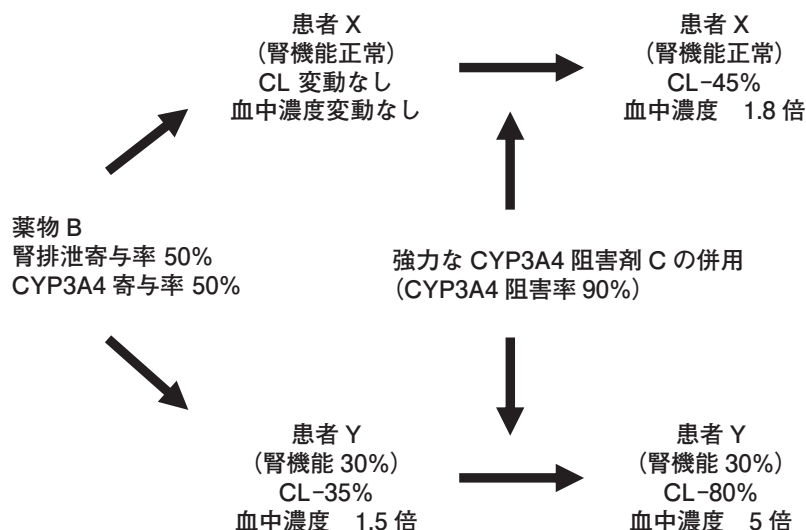 患者 X
（腎機能正常）
CL 変動なし
血中濃度変動なし
患者 X
（腎機能正常）
CL−45%
血中濃度　1.8 倍
薬物 B
腎排泄寄与率 50%
CYP3A4 寄与率 50%
強力な CYP3A4 阻害剤 C の併用
（CYP3A4 阻害率 90%）
患者 Y
（腎機能 30%）
CL−35%
血中濃度　1.5 倍
患者 Y
（腎機能 30%）
CL−80%
血中濃度　5 倍